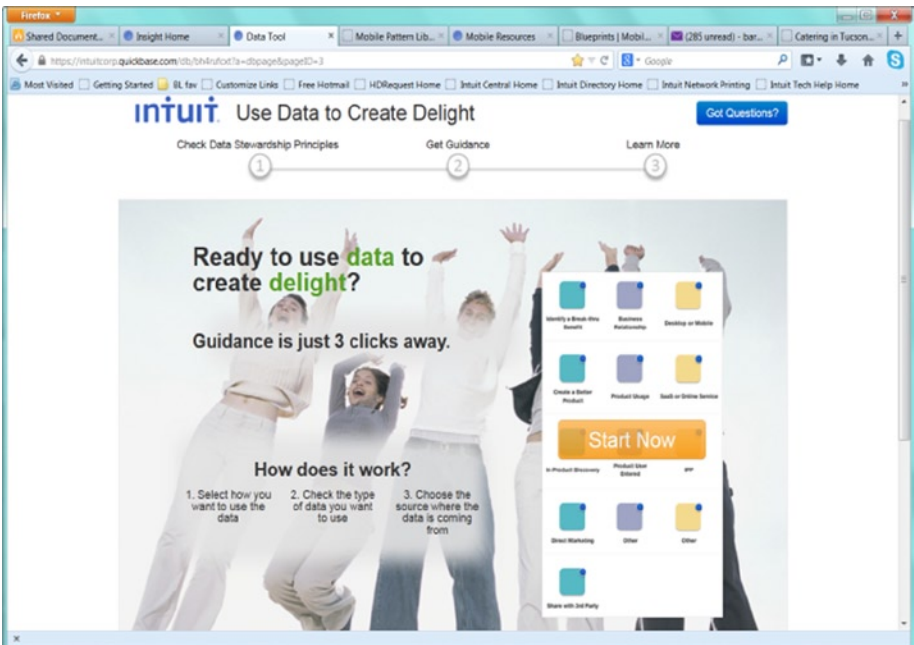 Firefox
Shared Document...
Insight Home
Data Tool
Mobile Pattern Lib...
Mobile Resources
Blueprints | Mobil...
(285 unread) - bar...
Catering in Tucson...
https://intuitcorp.quickbase.com/db/bh4rufcxt?a=dbpage&pageID=3
Google
Most Visited
Getting Started
BL fav
Customize Links
Free Hotmail
HDRequest Home
Intuit Central Home
Intuit Directory Home
Intuit Network Printing
Intuit Tech Help Home
INTUIT
Use Data to Create Delight
Got Questions?
Check Data Stewardship Principles
Get Guidance
Learn More
1
2
3
Ready to use data to
create delight?
Guidance is just 3 clicks away.
How does it work?
1. Select how you
want to use the
data
2. Check the type
of data you want
to use
3. Choose the
source where the
data is coming
from
Identify a Break-thru
Benefit
Business
Relationship
Desktop or Mobile
Create a Better
Product
Product Usage
SaaS or Online Service
Start Now
In-Product Discovery
Product User
Entered
IPP
Direct Marketing
Other
Other
Share with 3rd Party